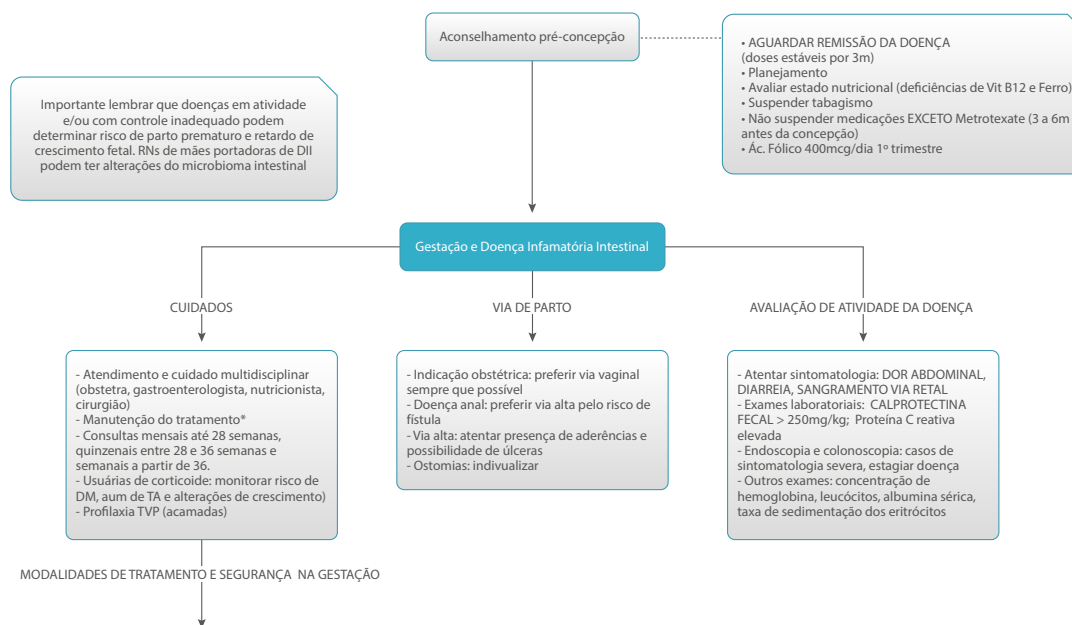 Aconselhamento pré-concepção
• AGUARDAR REMISSÃO DA DOENÇA
(doses estáveis por 3m)
• Planejamento
• Avaliar estado nutricional (deficiências de Vit B12 e Ferro)
• Suspender tabagismo
• Não suspender medicações EXCETO Metrotexate (3 a 6m
antes da concepção)
• Ác. Fólico 400mcg/dia 1º trimestre
Importante lembrar que doenças em atividade
e/ou com controle inadequado podem
determinar risco de parto prematuro e retardo de
crescimento fetal. RNs de mães portadoras de DII
podem ter alterações do microbioma intestinal
Gestação e Doença Infamatória Intestinal
CUIDADOS
- Atendimento e cuidado multidisciplinar
(obstetra, gastroenterologista, nutricionista,
cirurgião)
- Manutenção do tratamento*
- Consultas mensais até 28 semanas,
quinzenais entre 28 e 36 semanas e
semanais a partir de 36.
- Usuárias de corticoide: monitorar risco de
DM, aum de TA e alterações de crescimento)
- Profilaxia TVP (acamadas)
VIA DE PARTO
- Indicação obstétrica: preferir via vaginal
sempre que possível
- Doença anal: preferir via alta pelo risco de
fístula
- Via alta: atentar presença de aderências e
possibilidade de úlceras
- Ostomias: indivualizar
AVALIAÇÃO DE ATIVIDADE DA DOENÇA
- Atentar sintomatologia: DOR ABDOMINAL,
DIARREIA, SANGRAMENTO VIA RETAL
- Exames laboratoriais: CALPROTECTINA
FECAL > 250mg/kg; Proteína C reativa
elevada
- Endoscopia e colonoscopia: casos de
sintomatologia severa, estagiar doença
- Outros exames: concentração de
hemoglobina, leucócitos, albumina sérica,
taxa de sedimentação dos eritrócitos
MODALIDADES DE TRATAMENTO E SEGURANÇA NA GESTAÇÃO